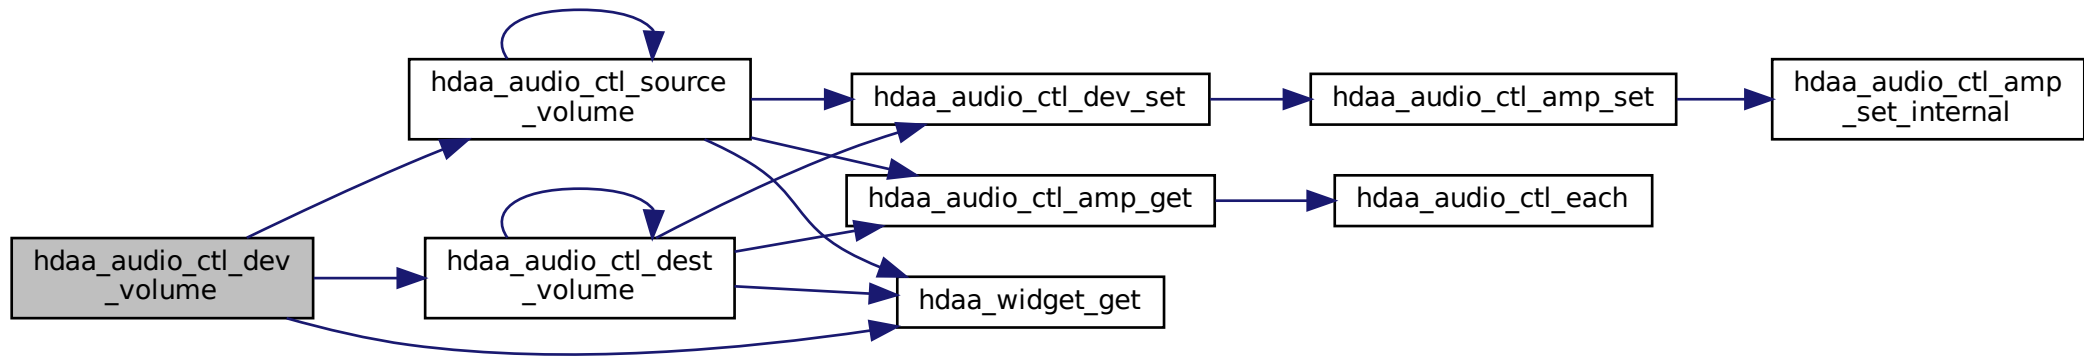 hdaa_audio_ctl_dev
_volume
hdaa_audio_ctl_source
_volume
hdaa_audio_ctl_dest
_volume
hdaa_audio_ctl_dev_set
hdaa_audio_ctl_amp_get
hdaa_widget_get
hdaa_audio_ctl_amp_set
hdaa_audio_ctl_each
hdaa_audio_ctl_amp
_set_internal